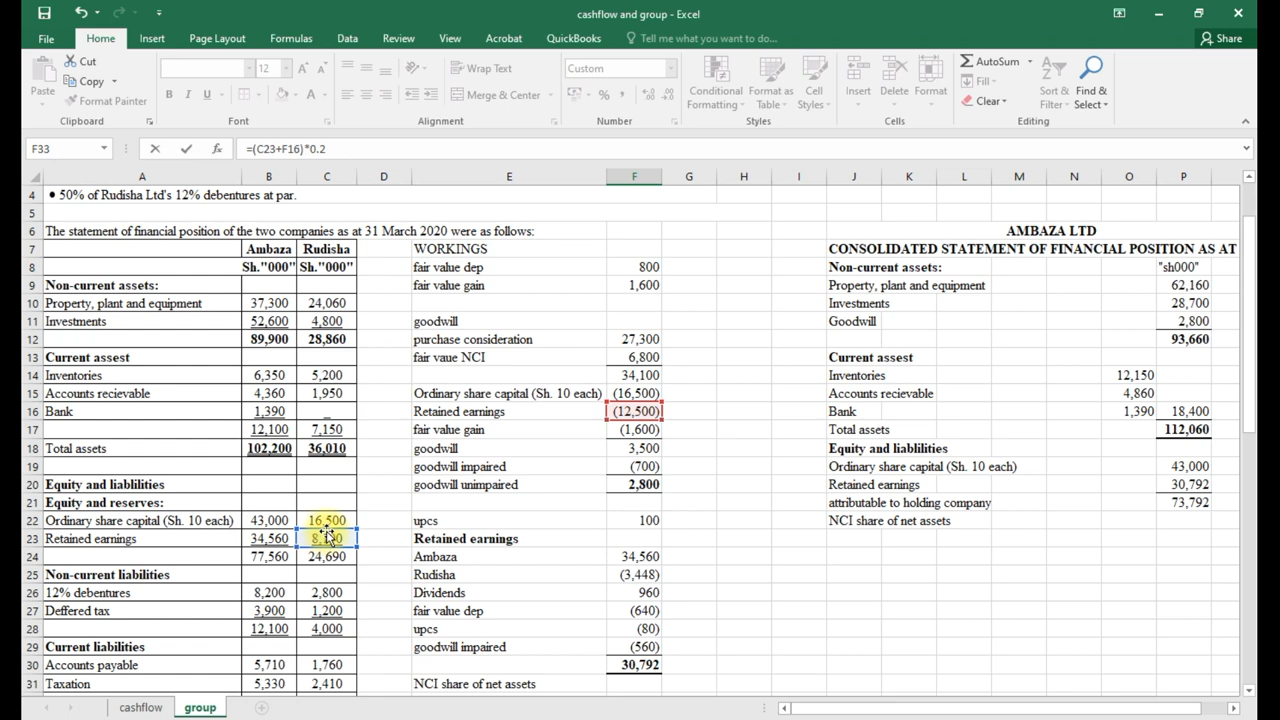 cashflow and group - Excel
File Home Insert Page Layout Formulas Data Review View Acrobat QuickBooks Tell me what you want to do... Share
Paste Cut Copy Format Painter Clipboard
12 B I U A Font
Wrap Text Merge & Center Alignment
Custom % , Number
Conditional Formatting Format as Table Cell Styles Styles
Insert Delete Format Cells
AutoSum Fill Clear Sort & Filter Find & Select Editing
F33 =(C23+F16)*0.2
A B C D E F G H I J K L M N O P
4 • 50% of Rudisha Ltd's 12% debentures at par.
5
6 The statement of financial position of the two companies as at 31 March 2020 were as follows: AMBAZA LTD
7 Ambaza Rudisha WORKINGS CONSOLIDATED STATEMENT OF FINANCIAL POSITION AS AT
8 Sh."000" Sh."000" fair value dep 800 Non-current assets: "sh000"
9 Non-current assets: fair value gain 1,600 Property, plant and equipment 62,160
10 Property, plant and equipment 37,300 24,060 Investments 28,700
11 Investments 52,600 4,800 goodwill Goodwill 2,800
12 89,900 28,860 purchase consideration 27,300 93,660
13 Current assest fair vaue NCI 6,800 Current assest
14 Inventories 6,350 5,200 34,100 Inventories 12,150
15 Accounts recievable 4,360 1,950 Ordinary share capital (Sh. 10 each) (16,500) Accounts recievable 4,860
16 Bank 1,390 _ Retained earnings (12,500) Bank 1,390 18,400
17 12,100 7,150 fair value gain (1,600) Total assets 112,060
18 Total assets 102,200 36,010 goodwill 3,500 Equity and liablilities
19 goodwill impaired (700) Ordinary share capital (Sh. 10 each) 43,000
20 Equity and liablilities goodwill unimpaired 2,800 Retained earnings 30,792
21 Equity and reserves: attributable to holding company 73,792
22 Ordinary share capital (Sh. 10 each) 43,000 16,500 upcs 100 NCI share of net assets
23 Retained earnings 34,560 Retained earnings
24 77,560 24,690 Ambaza 34,560
25 Non-current liabilities Rudisha (3,448)
26 12% debentures 8,200 2,800 Dividends 960
27 Deffered tax 3,900 1,200 fair value dep (640)
28 12,100 4,000 upcs (80)
29 Current liabilities goodwill impaired (560)
30 Accounts payable 5,710 1,760 30,792
31 Taxation 5,330 2,410 NCI share of net assets
cashflow group